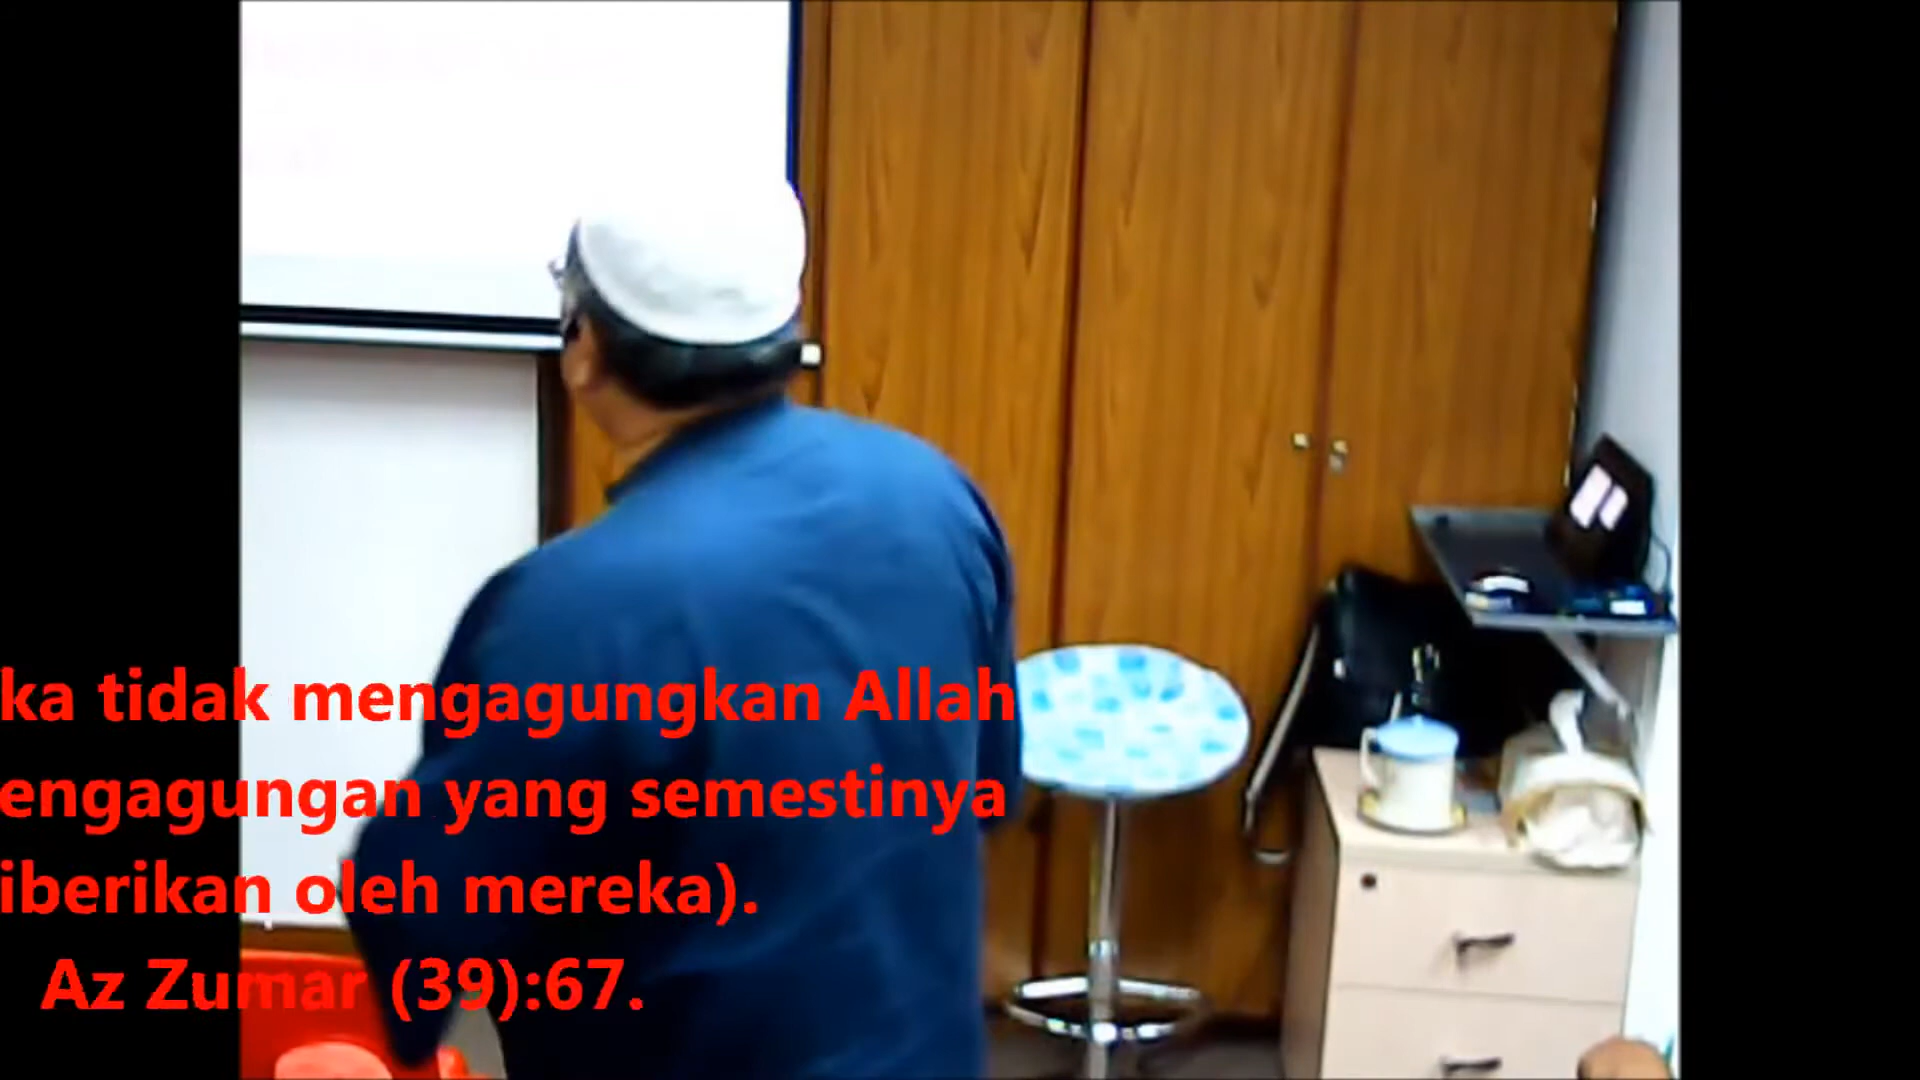 ka tidak mengagungkan Allah
engagungan yang semestinya
iberikan oleh mereka).
Az Zumar (39):67.